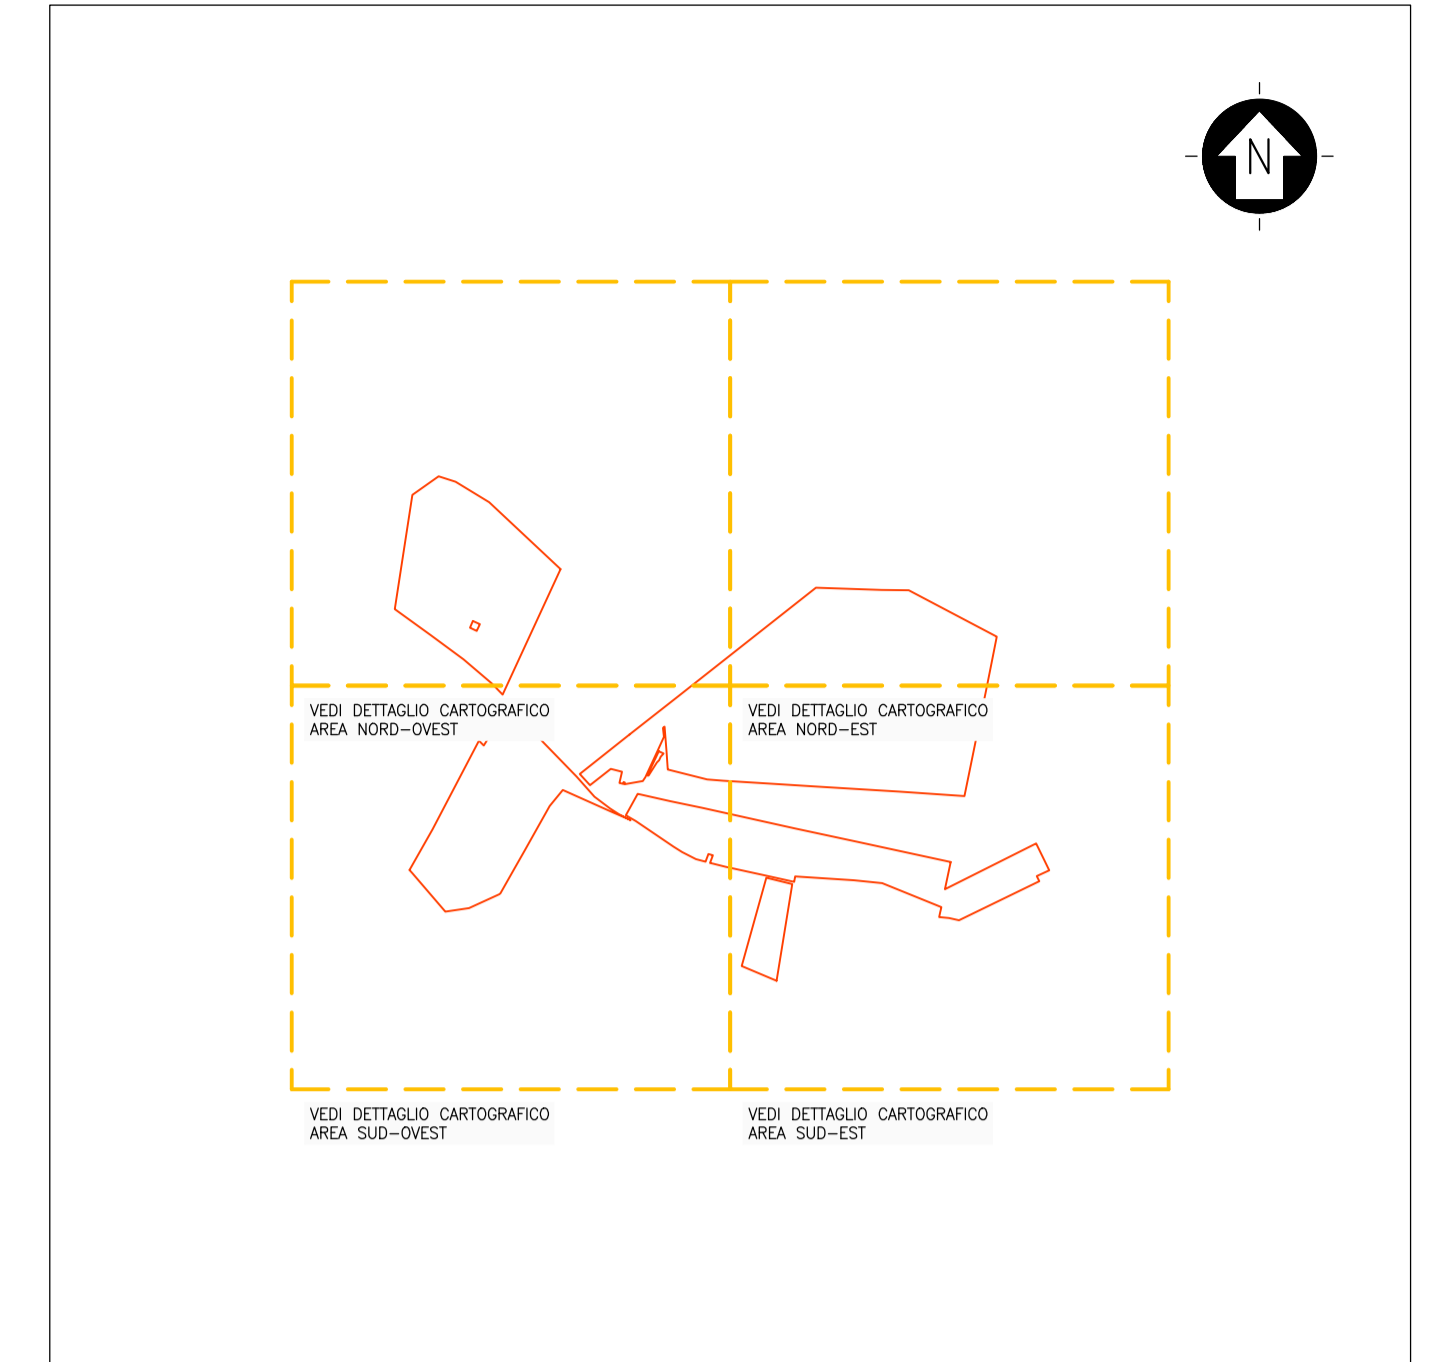 N
VEDI DETTAGLIO CARTOGRAFICO
AREA NORD-OVEST
VEDI DETTAGLIO CARTOGRAFICO
AREA NORD-EST
VEDI DETTAGLIO CARTOGRAFICO
AREA SUD-OVEST
VEDI DETTAGLIO CARTOGRAFICO
AREA SUD-EST